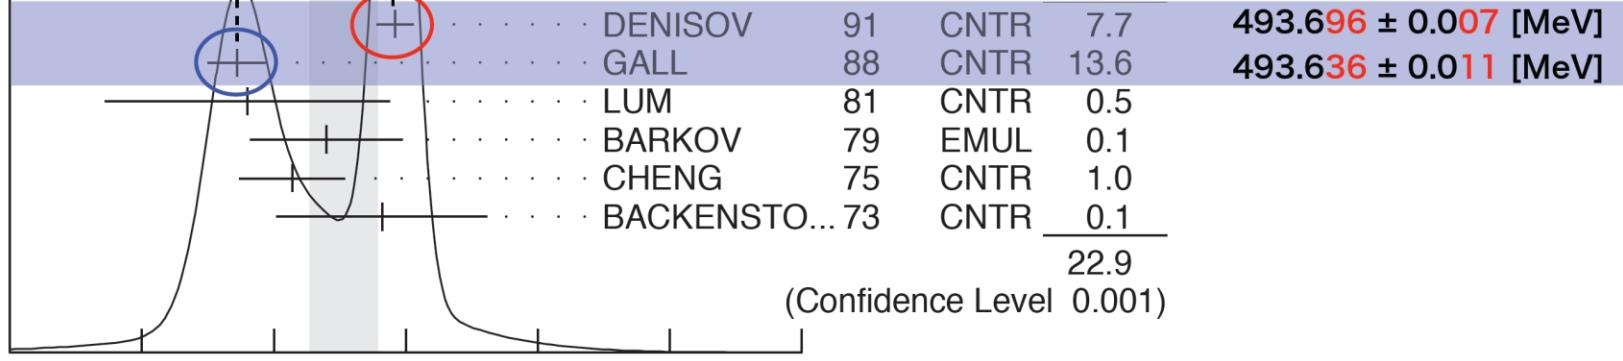 DENISOV 91 CNTR 7.7 493.696 ± 0.007 [MeV]
GALL 88 CNTR 13.6 493.636 ± 0.011 [MeV]
LUM 81 CNTR 0.5
BARKOV 79 EMUL 0.1
CHENG 75 CNTR 1.0
BACKENSTO... 73 CNTR 0.1
22.9
(Confidence Level 0.001)